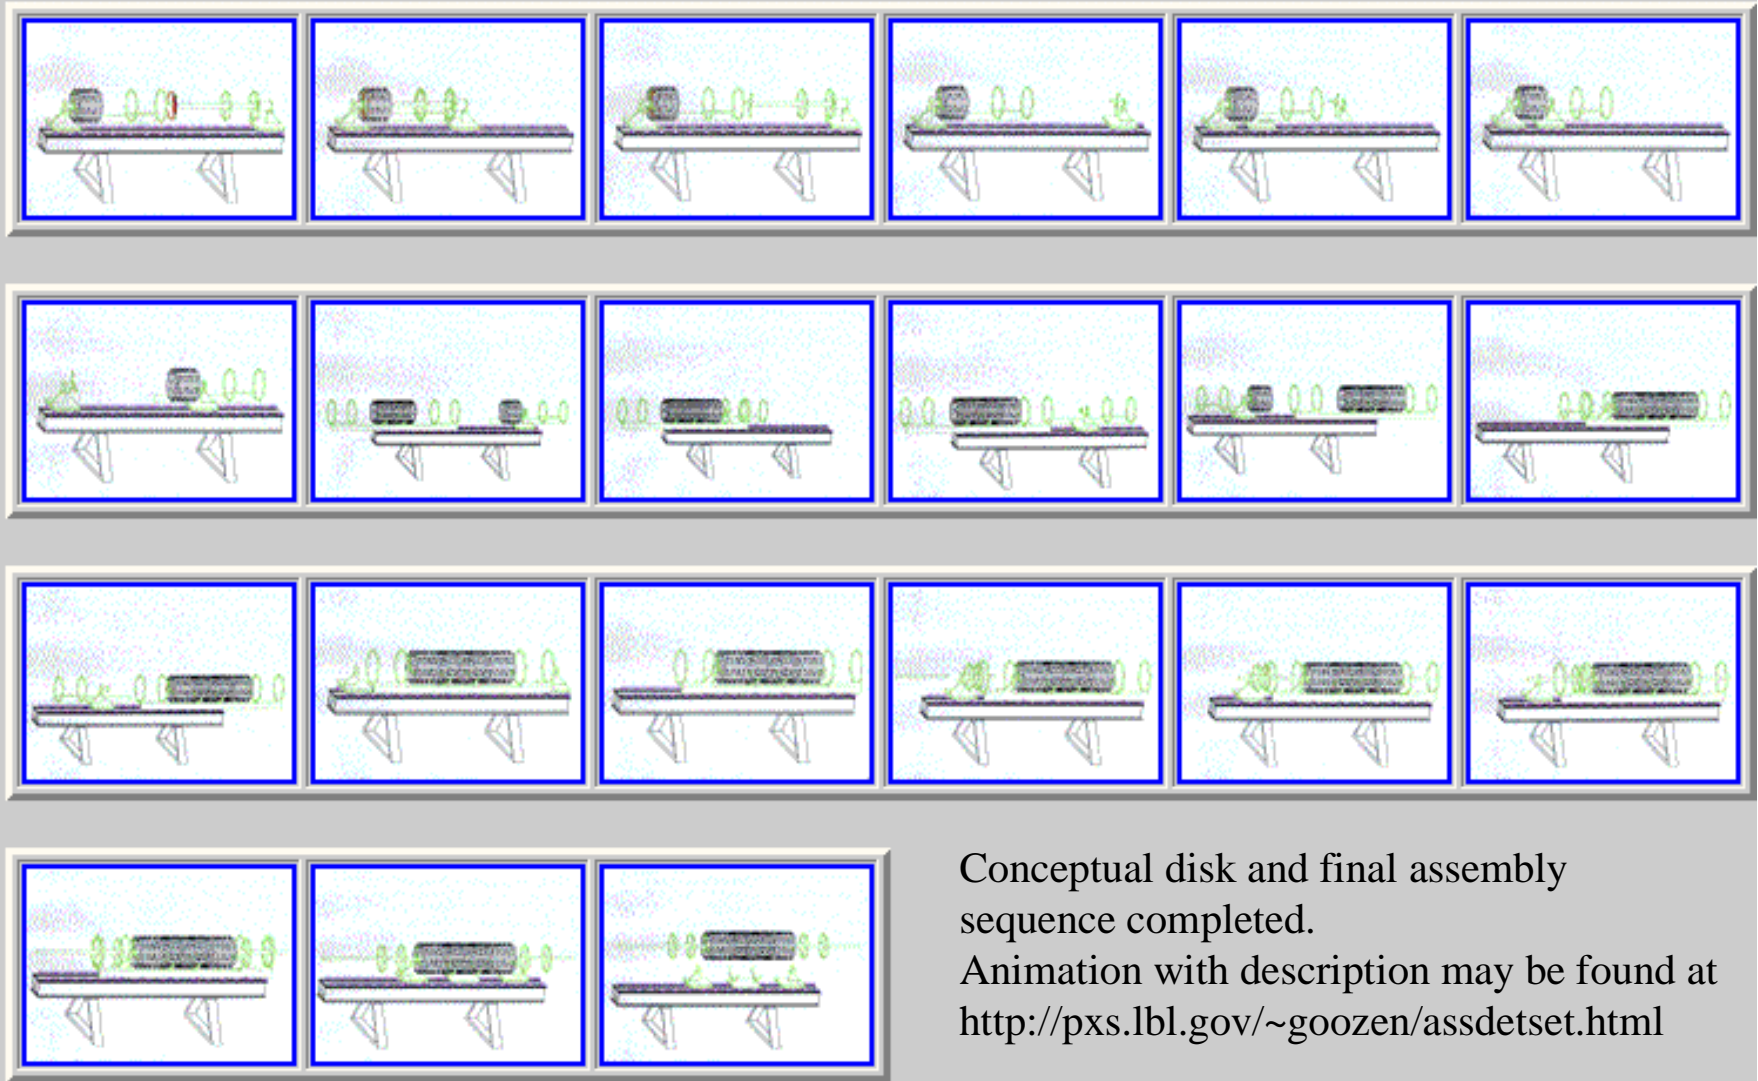 Conceptual disk and final assembly
sequence completed.
Animation with description may be found at
http://pxs.lbl.gov/~goozen/assdetset.html